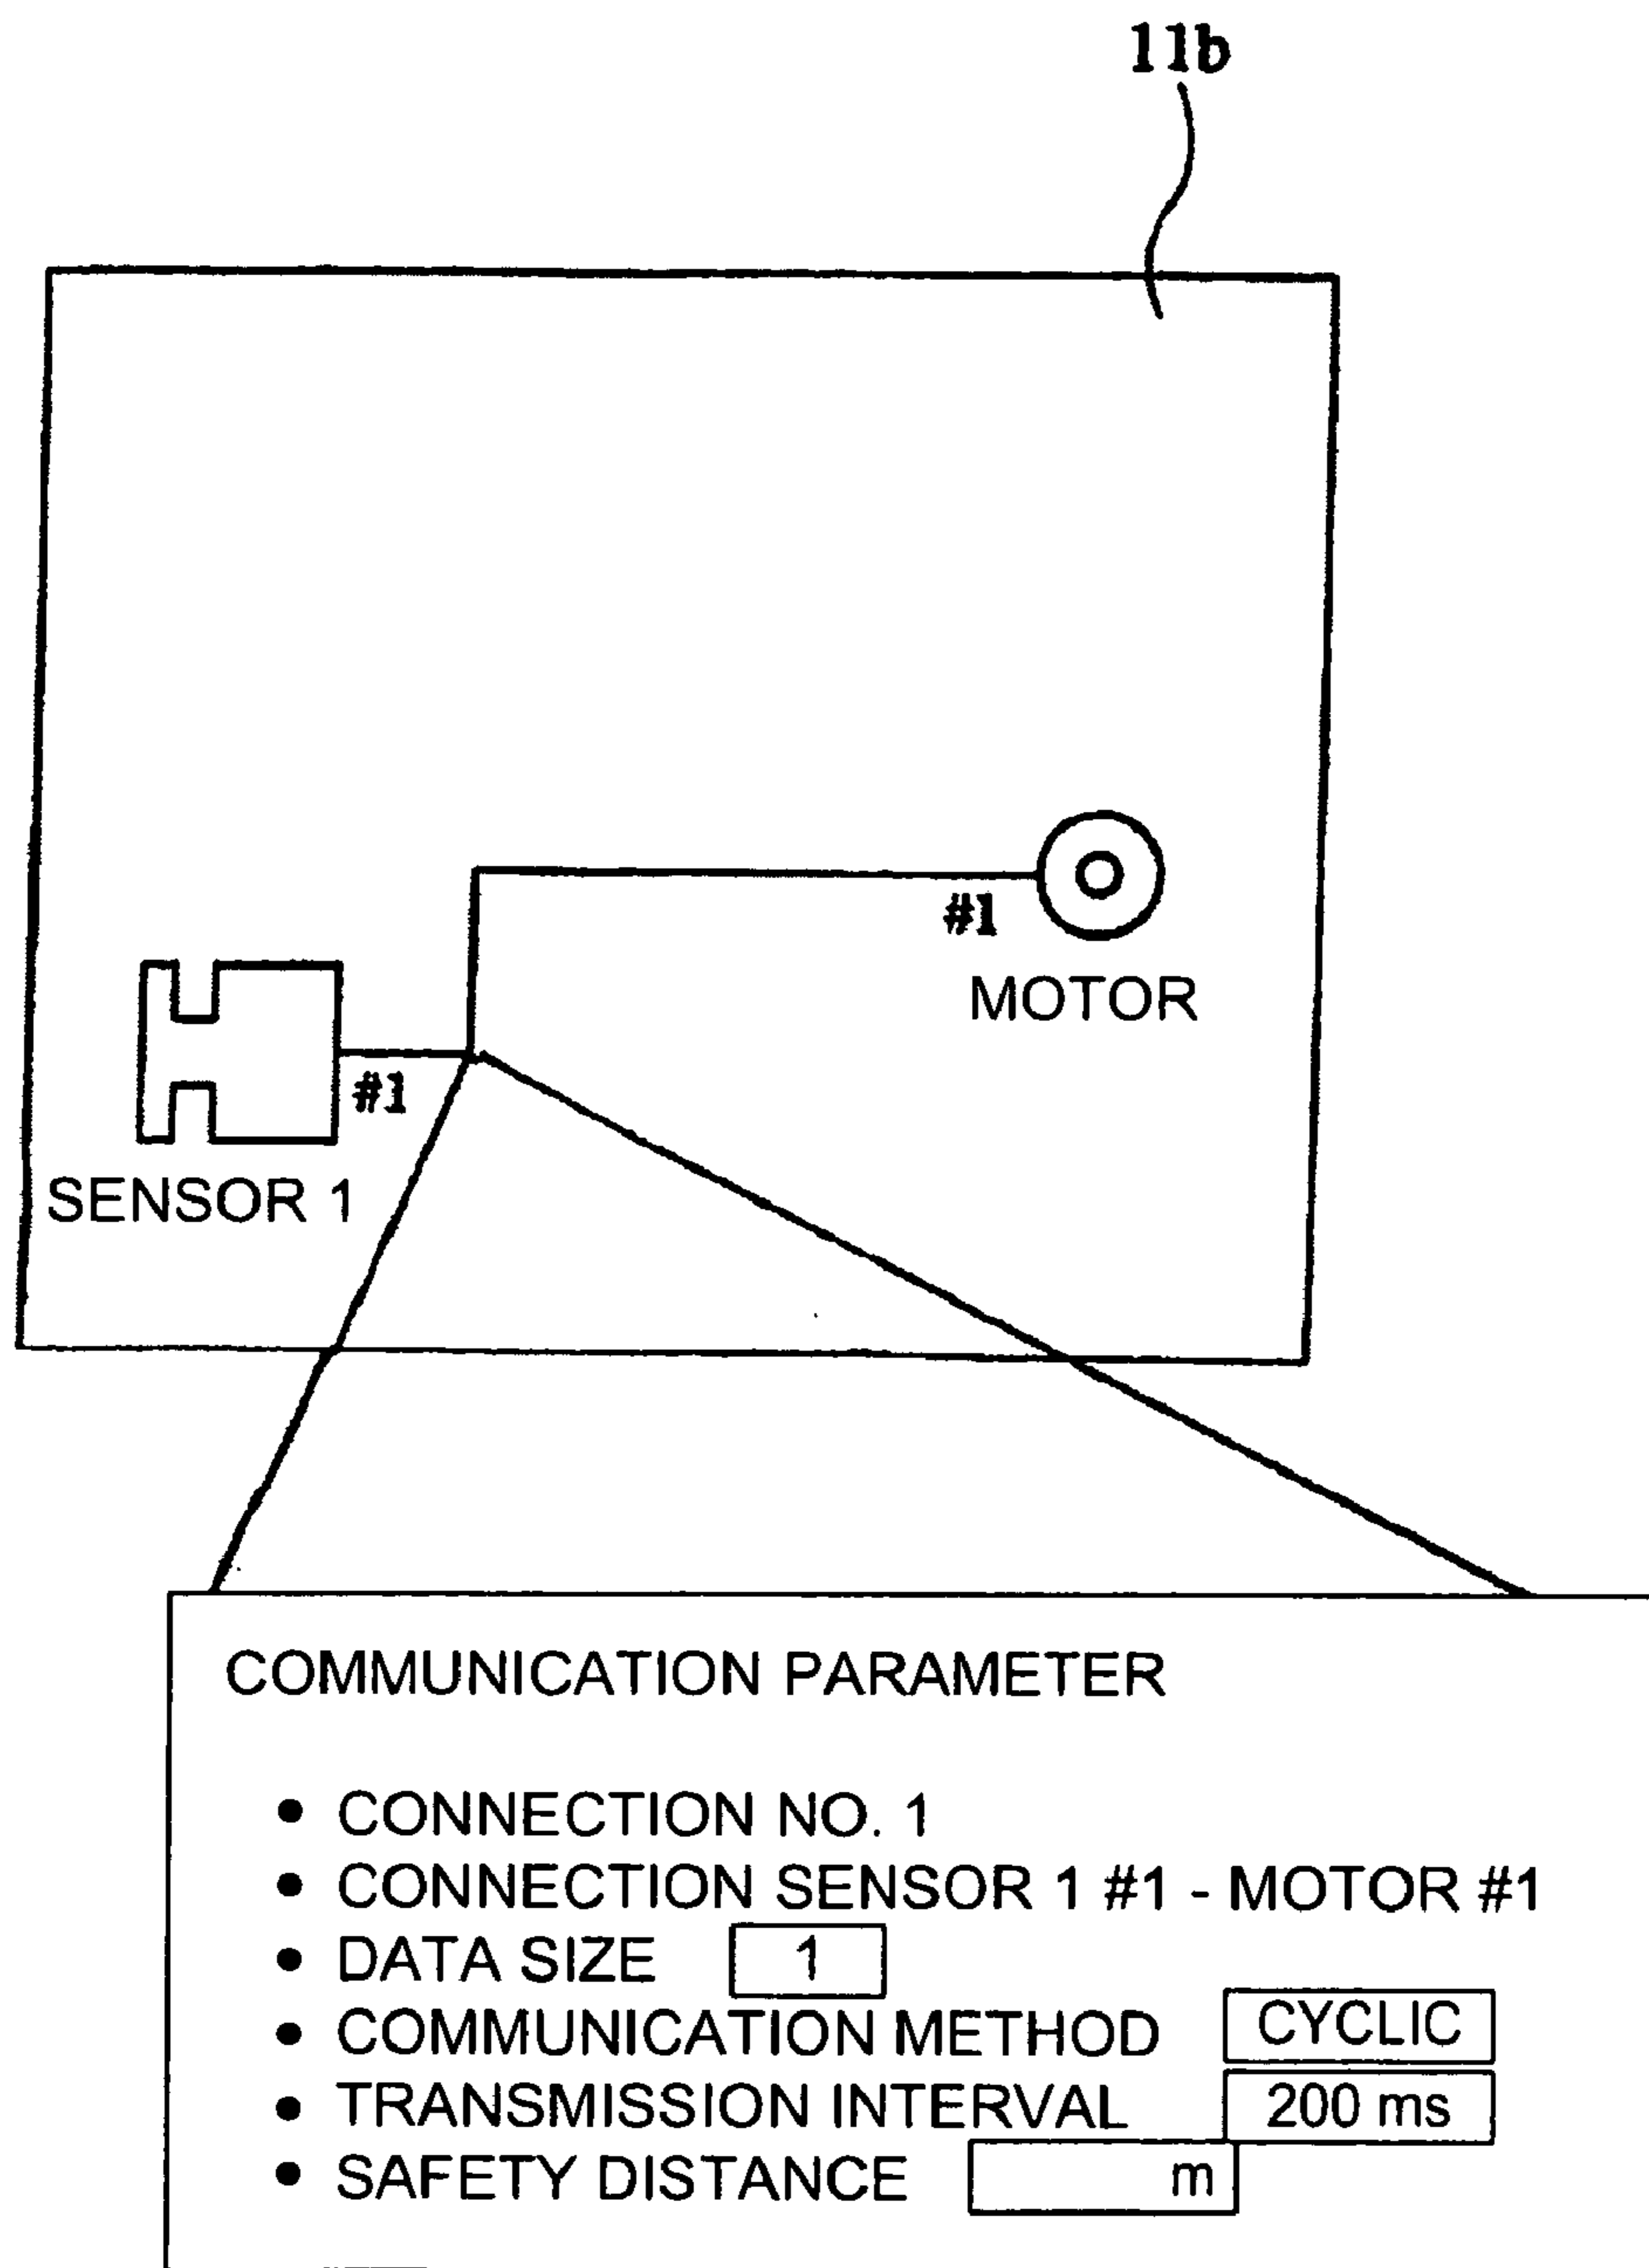 11b
#1
MOTOR
#1
SENSOR 1
COMMUNICATION PARAMETER
• CONNECTION NO. 1
• CONNECTION SENSOR 1 #1 - MOTOR #1
• DATA SIZE 1
• COMMUNICATION METHOD CYCLIC
• TRANSMISSION INTERVAL 200 ms
• SAFETY DISTANCE m